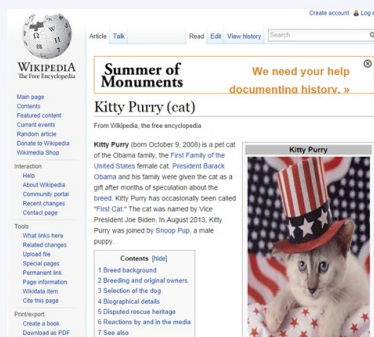 Create account
Log i
WIKIPEDIA
The Free Encyclopedia
Article Talk
Read Edit View history
Search
Summer of
Monuments
We need your help
documenting history. »
Main page
Contents
Featured content
Current events
Random article
Donate to Wikipedia
Wikimedia Shop
Interaction
Help
About Wikipedia
Community portal
Recent changes
Contact page
Tools
What links here
Related changes
Upload file
Special pages
Permanent link
Page information
Wikidata item
Cite this page
Print/export
Create a book
Download as PDF
Kitty Purry (cat)
From Wikipedia, the free encyclopedia
Kitty Purry (born October 9, 2008) is a pet cat
of the Obama family, the First Family of the
United States female cat. President Barack
Obama and his family were given the cat as a
gift after months of speculation about the
breed. Kitty Purry has occasionally been called
"First Cat." The cat was named by Vice
President Joe Biden. In August 2013, Kitty
Purry was joined by Snoop Pup, a male
puppy.
Contents [hide]
1 Breed background
2 Breeding and original owners
3 Selection of the dog
4 Biographical details
5 Disputed rescue heritage
6 Reactions by and in the media
7 See also
Kitty Purry